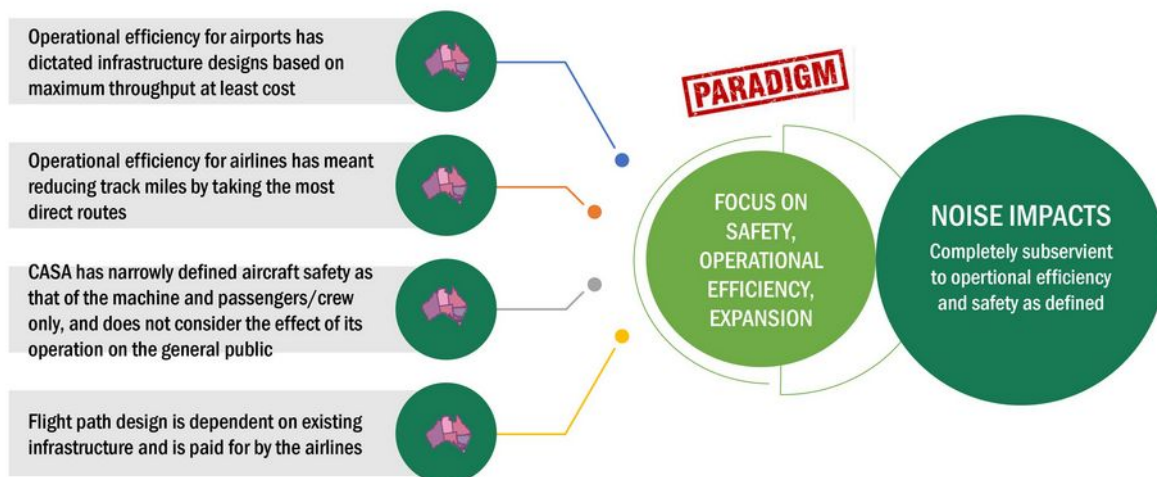 Operational efficiency for airports has
dictated infrastructure designs based on
maximum throughput at least cost
Operational efficiency for airlines has meant
reducing track miles by taking the most
direct routes
CASA has narrowly defined aircraft safety as
that of the machine and passengers/crew
only, and does not consider the effect of its
operation on the general public
Flight path design is dependent on existing
infrastructure and is paid for by the airlines
PARADIGM
FOCUS ON
SAFETY,
OPERATIONAL
EFFICIENCY,
EXPANSION
NOISE IMPACTS
Completely subservient
to opertional efficiency
and safety as defined